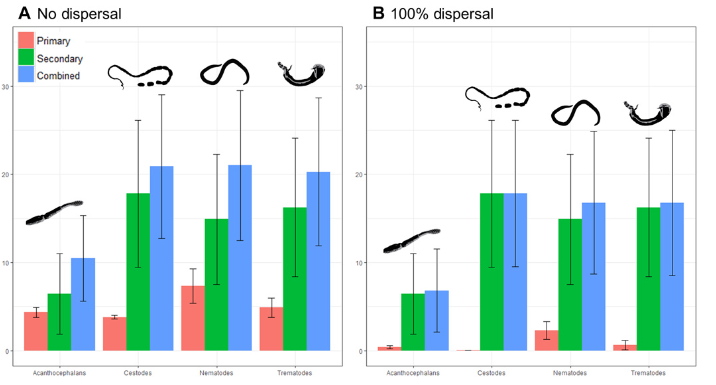 A No dispersal
B 100% dispersal
Primary
Secondary
Combined
30
20
10
0
Acanthocephalans Cestodes Nematodes Trematodes
30
20
10
0
Acanthocephalans Cestodes Nematodes Trematodes